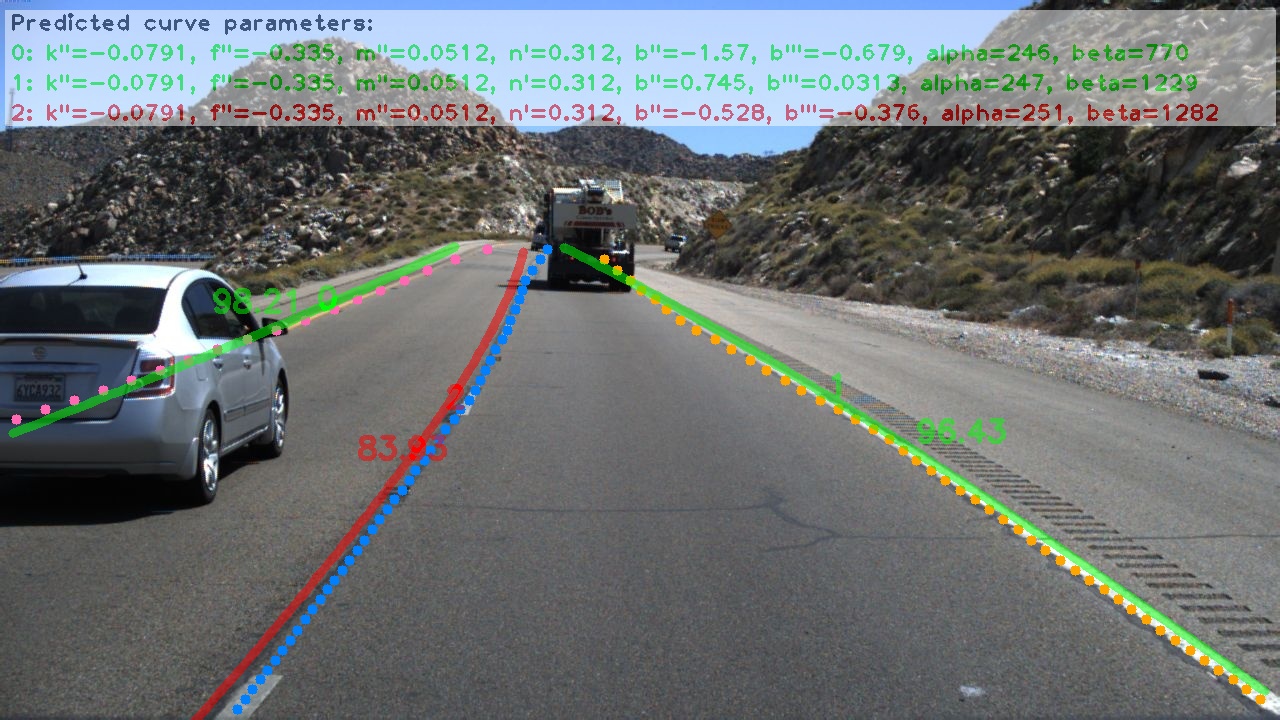 Predicted curve parameters:
0: k''=-0.0791, f''=-0.335, m''=0.0512, n'=0.312, b''=-1.57, b'''=-0.679, alpha=246, beta=770
1: k''=-0.0791, f''=-0.335, m''=0.0512, n'=0.312, b''=0.745, b'''=0.0313, alpha=247, beta=1229
2: k''=-0.0791, f''=-0.335, m''=0.0512, n'=0.312, b''=-0.528, b'''=-0.376, alpha=251, beta=1282
BOB's
98.21 0
6YCA932
1
2
96.43
83.93